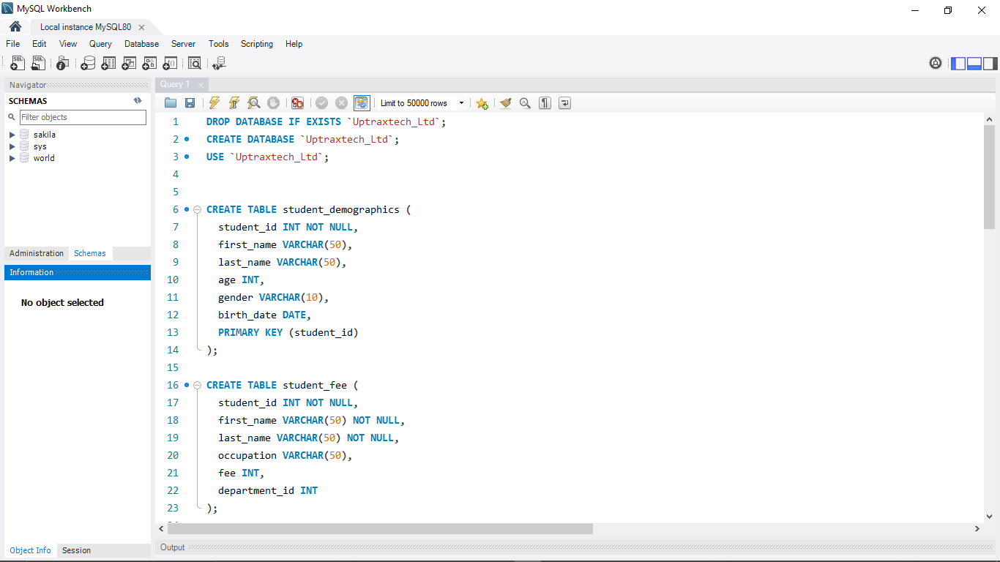 MySQL Workbench
Local instance MySQL80
File Edit View Query Database Server Tools Scripting Help
Navigator
SCHEMAS
Filter objects
sakila
sys
world
Administration Schemas
Information
No object selected
Object Info Session
Query 1
Limit to 50000 rows
1 DROP DATABASE IF EXISTS `Uptraxtech_Ltd`;
2 CREATE DATABASE `Uptraxtech_Ltd`;
3 USE `Uptraxtech_Ltd`;
4
5
6 CREATE TABLE student_demographics (
7 student_id INT NOT NULL,
8 first_name VARCHAR(50),
9 last_name VARCHAR(50),
10 age INT,
11 gender VARCHAR(10),
12 birth_date DATE,
13 PRIMARY KEY (student_id)
14 );
15
16 CREATE TABLE student_fee (
17 student_id INT NOT NULL,
18 first_name VARCHAR(50) NOT NULL,
19 last_name VARCHAR(50) NOT NULL,
20 occupation VARCHAR(50),
21 fee INT,
22 department_id INT
23 );
Output